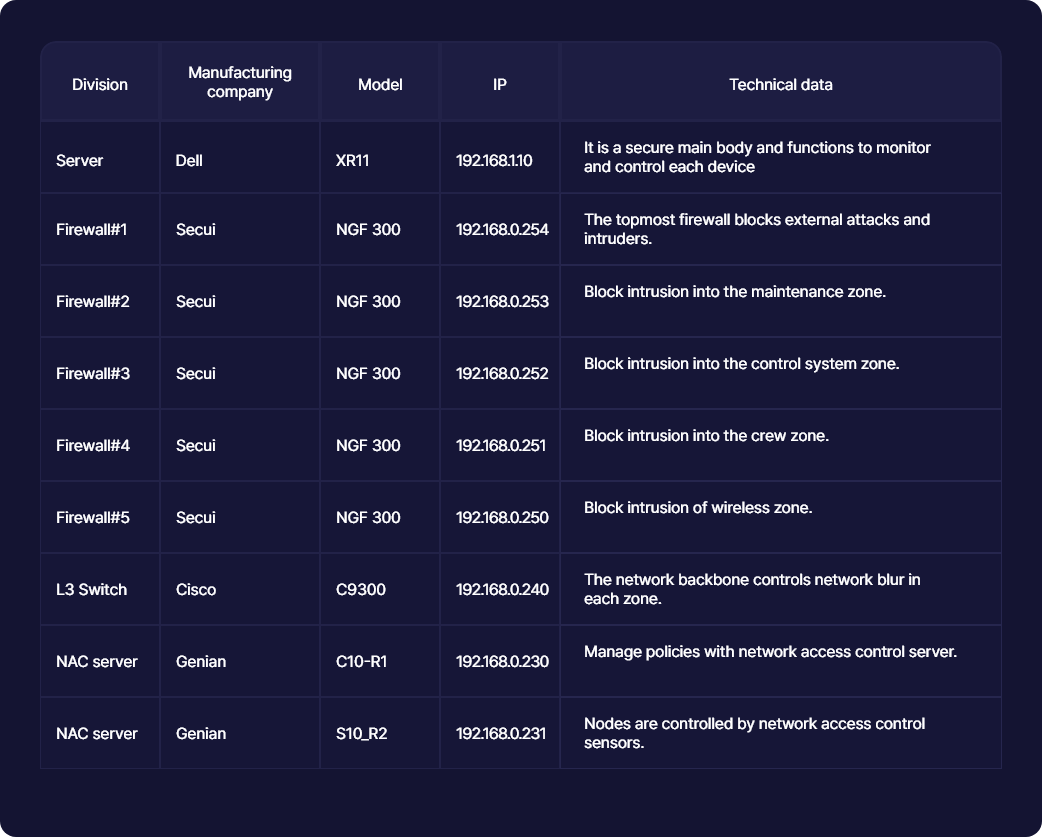 Division
Manufacturing
company
Model
IP
Technical data
Server
Dell
XR11
192.168.1.10
It is a secure main body and functions to monitor
and control each device
Firewall#1
Secui
NGF 300
192.168.0.254
The topmost firewall blocks external attacks and
intruders.
Firewall#2
Secui
NGF 300
192.168.0.253
Block intrusion into the maintenance zone.
Firewall#3
Secui
NGF 300
192.168.0.252
Block intrusion into the control system zone.
Firewall#4
Secui
NGF 300
192.168.0.251
Block intrusion into the crew zone.
Firewall#5
Secui
NGF 300
192.168.0.250
Block intrusion of wireless zone.
L3 Switch
Cisco
C9300
192.168.0.240
The network backbone controls network blur in
each zone.
NAC server
Genian
C10-R1
192.168.0.230
Manage policies with network access control server.
NAC server
Genian
S10_R2
192.168.0.231
Nodes are controlled by network access control
sensors.